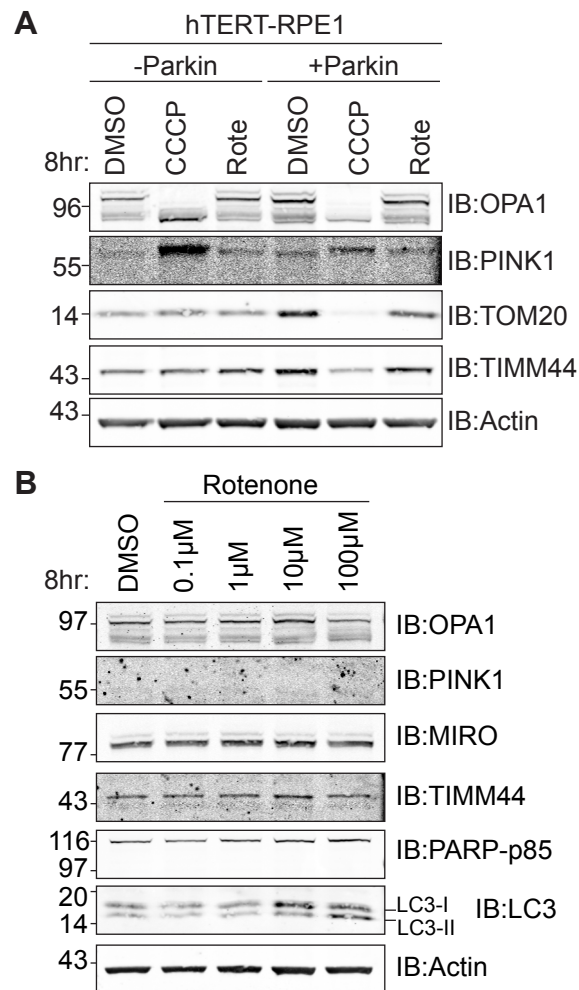 A
hTERT-RPE1
-Parkin +Parkin
8hr: DMSO CCCP Rote DMSO CCCP Rote
96 IB:OPA1
55 IB:PINK1
14 IB:TOM20
43 IB:TIMM44
43 IB:Actin
B
Rotenone
8hr: DMSO 0.1µM 1µM 10µM 100µM
97 IB:OPA1
55 IB:PINK1
77 IB:MIRO
43 IB:TIMM44
116 IB:PARP-p85
97
20 LC3-I IB:LC3
14 LC3-II
43 IB:Actin